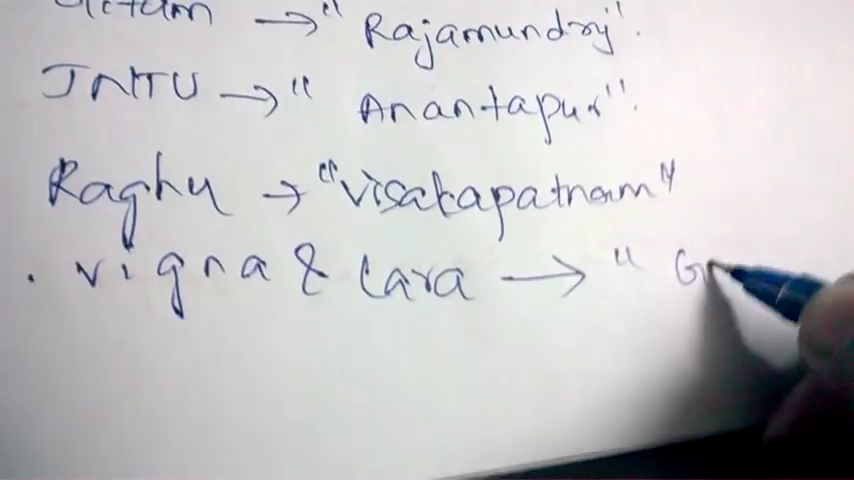 → "Rajamundry".
JNTU → "Anantapur".
Raghu → "Visakapatnam"
. Vigna & Lara → " G